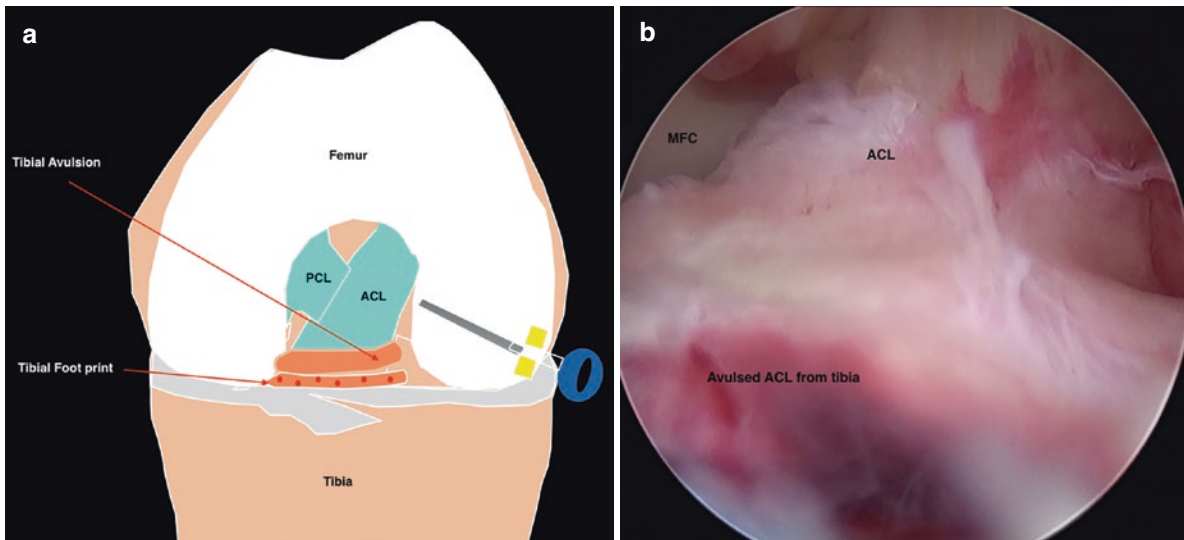 a
Femur
Tibial Avulsion
PCL
ACL
Tibial Foot print
Tibia
b
MFC
ACL
Avulsed ACL from tibia